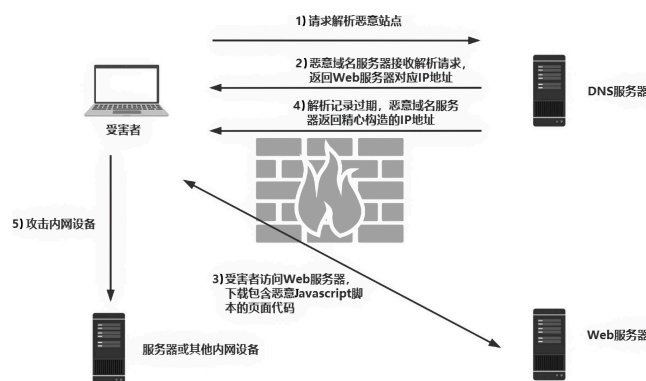 1) 请求解析恶意站点
2) 恶意域名服务器接收解析请求,
返回Web服务器对应IP地址
DNS服务器
4) 解析记录过期，恶意域名服务
器返回精心构造的IP地址
受害者
5) 攻击内网设备
3) 受害者访问Web服务器，
下载包含恶意Javascript脚
本的页面代码
Web服务器
服务器或其他内网设备